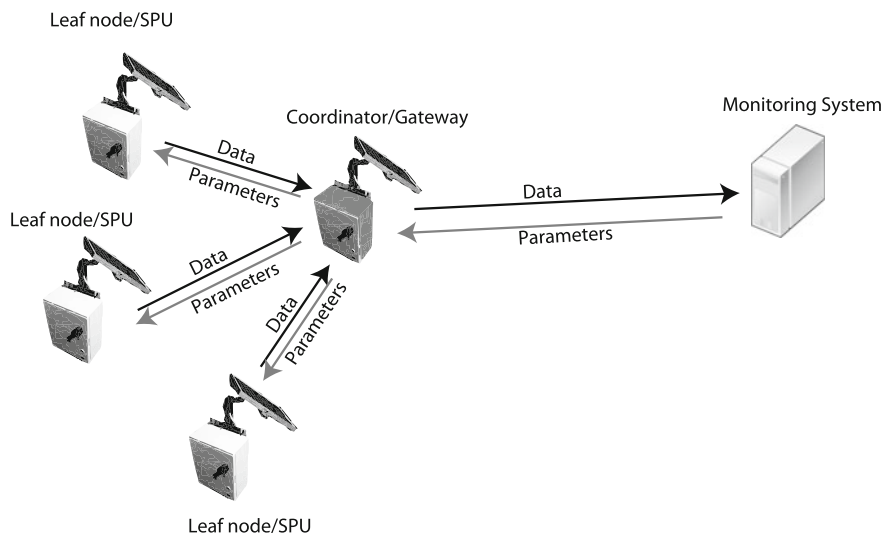 Leaf node/SPU
Coordinator/Gateway
Monitoring System
Data
Parameters
Data
Parameters
Leaf node/SPU
Data
Parameters
Data
Parameters
Leaf node/SPU